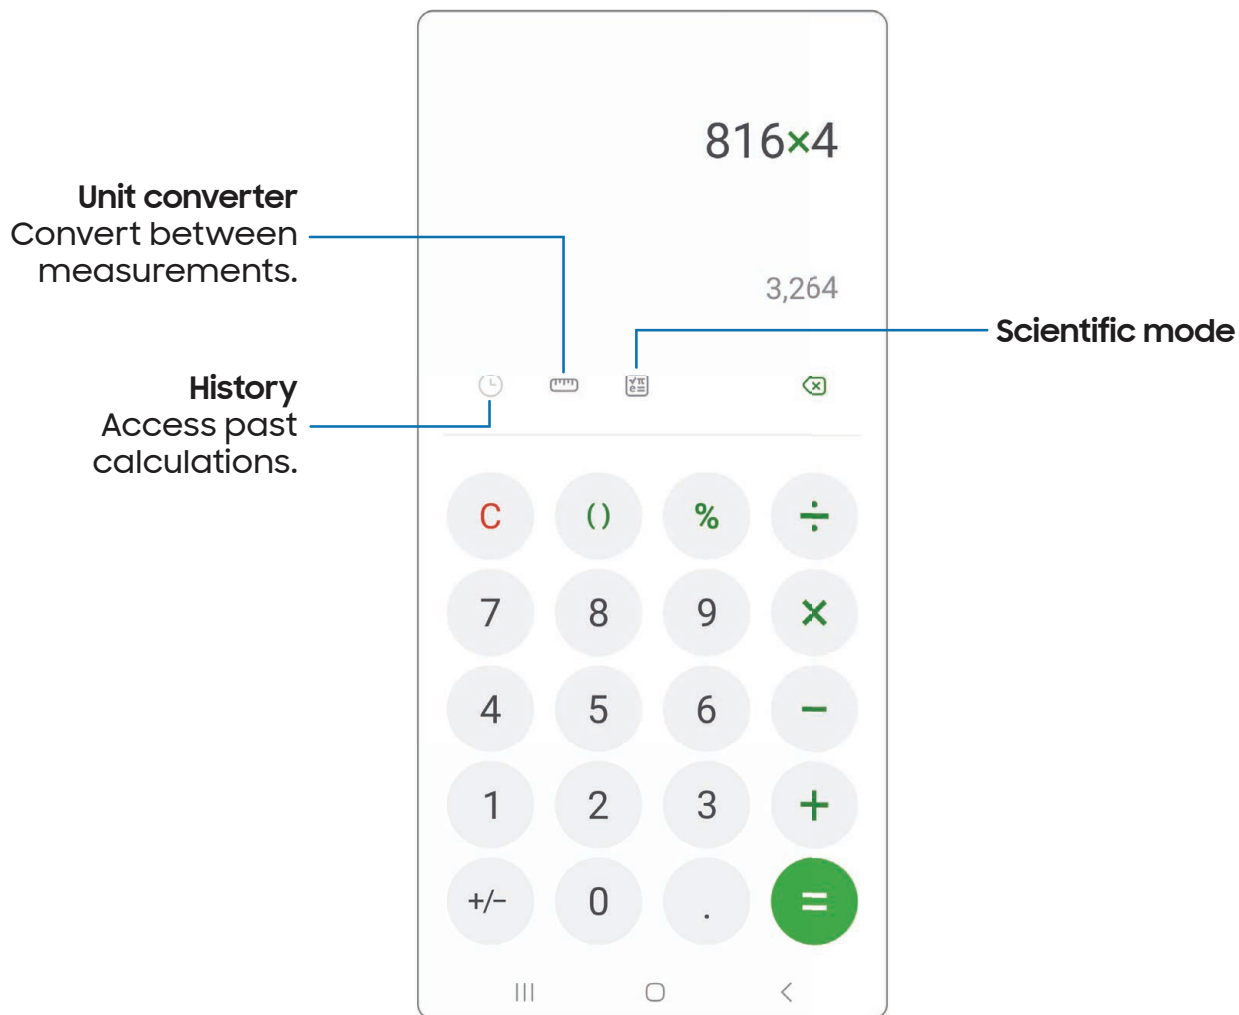 816×4
Unit converter
Convert between
measurements.
3,264
Scientific mode
History
Access past
calculations.
C () % ÷
7 8 9 ×
4 5 6 −
1 2 3 +
+/− 0 . =